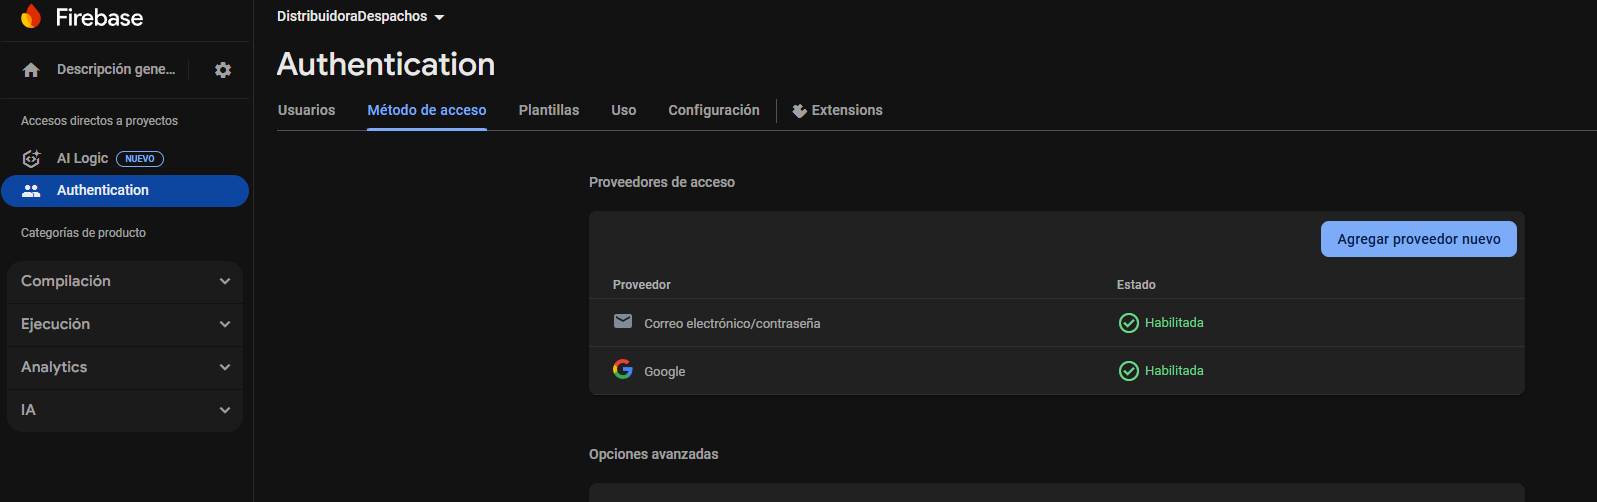 Firebase
Descripción gene...
Accesos directos a proyectos
AI Logic NUEVO
Authentication
Categorías de producto
Compilación
Ejecución
Analytics
IA
DistribuidoraDespachos
Authentication
Usuarios Método de acceso Plantillas Uso Configuración Extensions
Proveedores de acceso
Agregar proveedor nuevo
Proveedor Estado
Correo electrónico/contraseña Habilitada
Google Habilitada
Opciones avanzadas